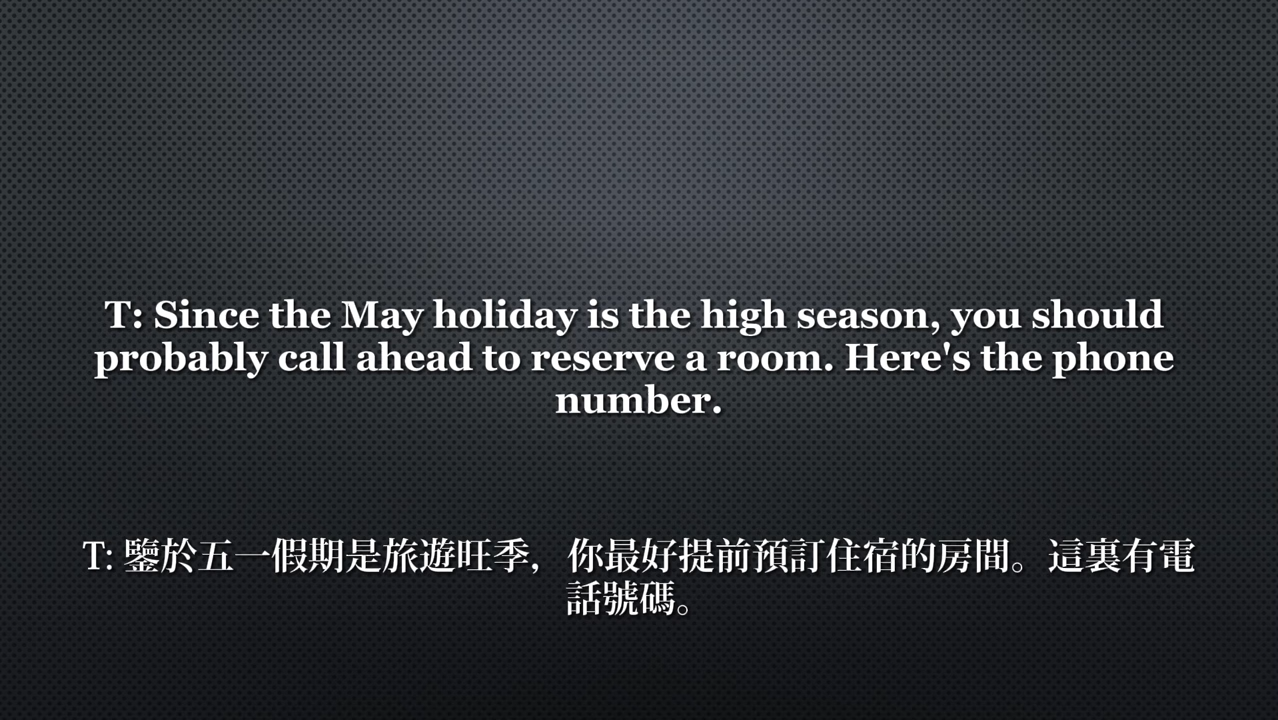 T: Since the May holiday is the high season, you should
probably call ahead to reserve a room. Here's the phone
number.
T: 鑒於五一假期是旅遊旺季，你最好提前預訂住宿的房間。這裏有電
話號碼。